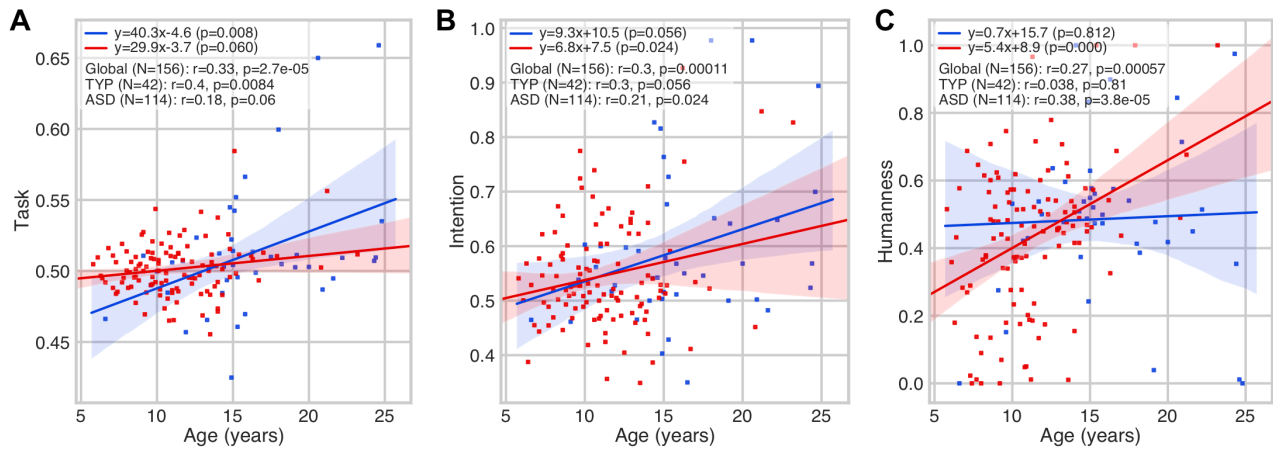 A
y=40.3x-4.6 (p=0.008)
y=29.9x-3.7 (p=0.060)
Global (N=156): r=0.33, p=2.7e-05
TYP (N=42): r=0.4, p=0.0084
ASD (N=114): r=0.18, p=0.06
Task
0.65
0.60
0.55
0.50
0.45
5 10 15 20 25
Age (years)
B
y=9.3x+10.5 (p=0.056)
y=6.8x+7.5 (p=0.024)
Global (N=156): r=0.3, p=0.00011
TYP (N=42): r=0.3, p=0.056
ASD (N=114): r=0.21, p=0.024
Intention
1.0
0.9
0.8
0.7
0.6
0.5
0.4
5 10 15 20 25
Age (years)
C
y=0.7x+15.7 (p=0.812)
y=5.4x+8.9 (p=0.000)
Global (N=156): r=0.27, p=0.00057
TYP (N=42): r=0.038, p=0.81
ASD (N=114): r=0.38, p=3.8e-05
Humanness
1.0
0.8
0.6
0.4
0.2
0.0
5 10 15 20 25
Age (years)